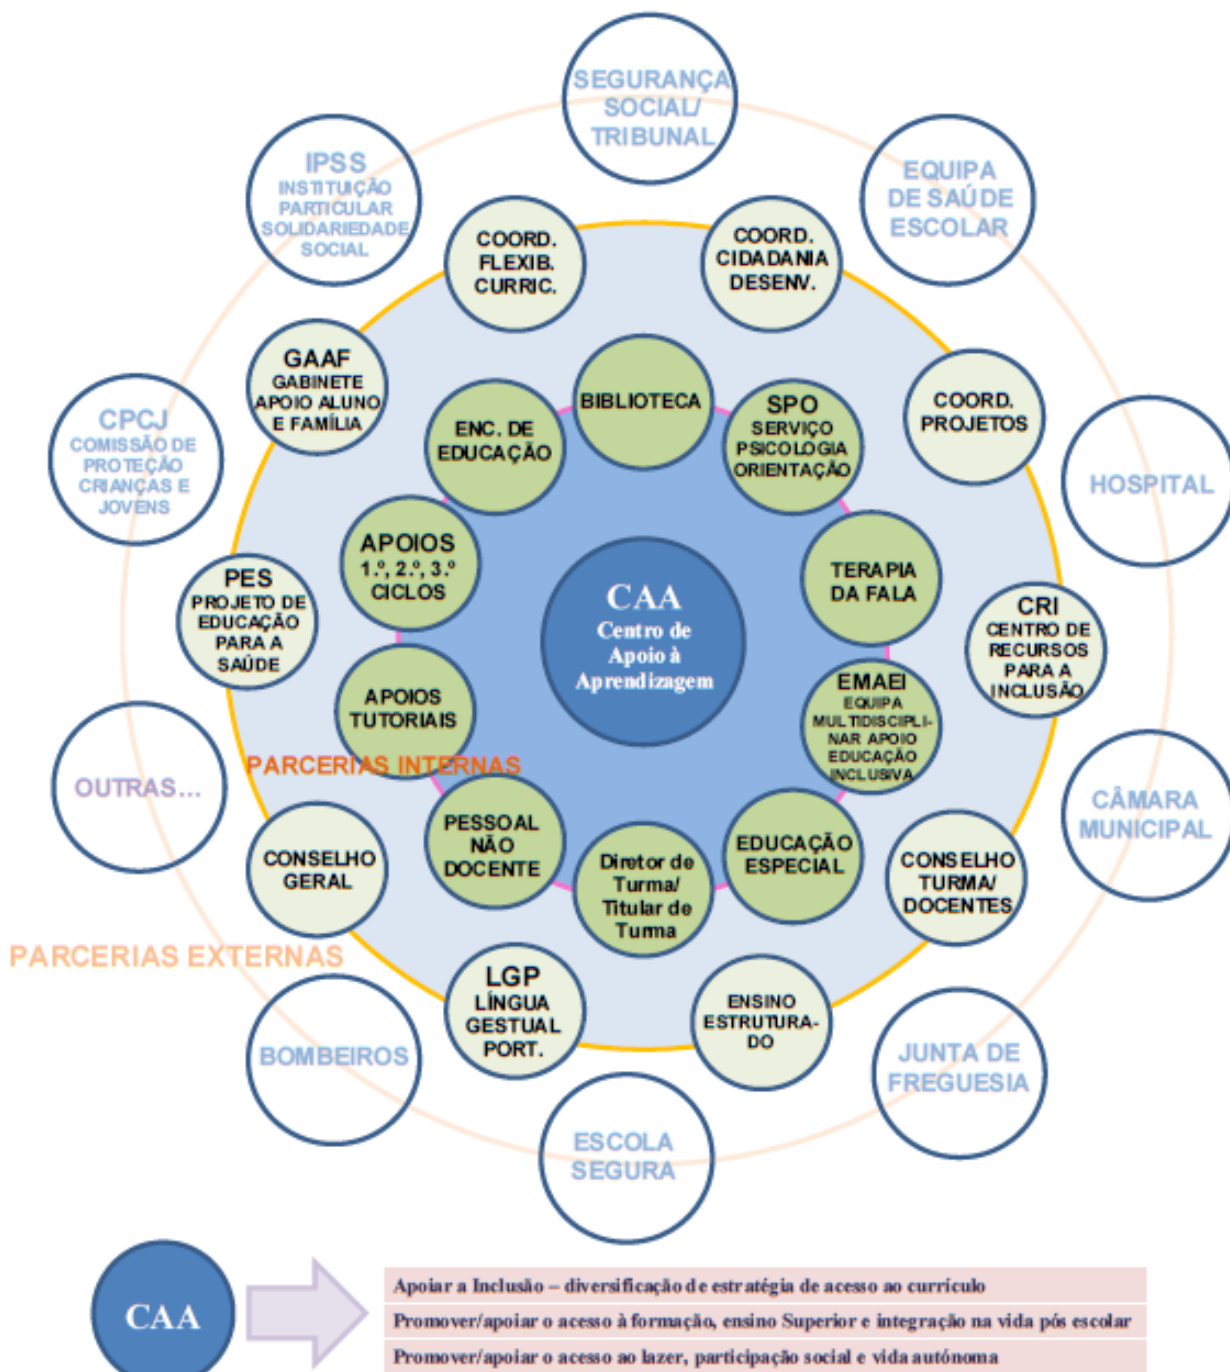 SEGURANÇA
SOCIAL/
TRIBUNAL
IPSS
INSTITUIÇÃO
PARTICULAR
SOLIDARIEDADE
SOCIAL
EQUIPA
DE SAÚDE
ESCOLAR
COORD.
FLEXIB.
CURRIC.
COORD.
CIDADANIA
DESENV.
GAAF
GABINETE
APOIO ALUNO
E FAMÍLIA
CPCJ
COMISSÃO DE
PROTEÇÃO
CRIANÇAS E
JOVENS
ENC. DE
EDUCAÇÃO
BIBLIOTECA
SPO
SERVIÇO
PSICOLOGIA
ORIENTAÇÃO
COORD.
PROJETOS
HOSPITAL
APOIOS
1.º, 2.º, 3.º
CICLOS
TERAPIA
DA FALA
PES
PROJETO DE
EDUCAÇÃO
PARA A
SAÚDE
CAA
Centro de
Apoio à
Aprendizagem
CRI
CENTRO DE
RECURSOS
PARA A
INCLUSÃO
APOIOS
TUTORIAIS
EMAEI
EQUIPA
MULTIDISCIPLI-
NAR APOIO
EDUCAÇÃO
INCLUSIVA
PARCERIAS INTERNAS
OUTRAS...
CÂMARA
MUNICIPAL
PESSOAL
NÃO
DOCENTE
Diretor de
Turma/
Titular de
Turma
EDUCAÇÃO
ESPECIAL
CONSELHO
GERAL
CONSELHO
TURMA/
DOCENTES
PARCERIAS EXTERNAS
LGP
LÍNGUA
GESTUAL
PORT.
ENSINO
ESTRUTURA-
DO
BOMBEIROS
JUNTA DE
FREGUESIA
ESCOLA
SEGURA
CAA
Apoiar a Inclusão – diversificação de estratégia de acesso ao currículo
Promover/apoiar o acesso à formação, ensino Superior e integração na vida pós escolar
Promover/apoiar o acesso ao lazer, participação social e vida autónoma